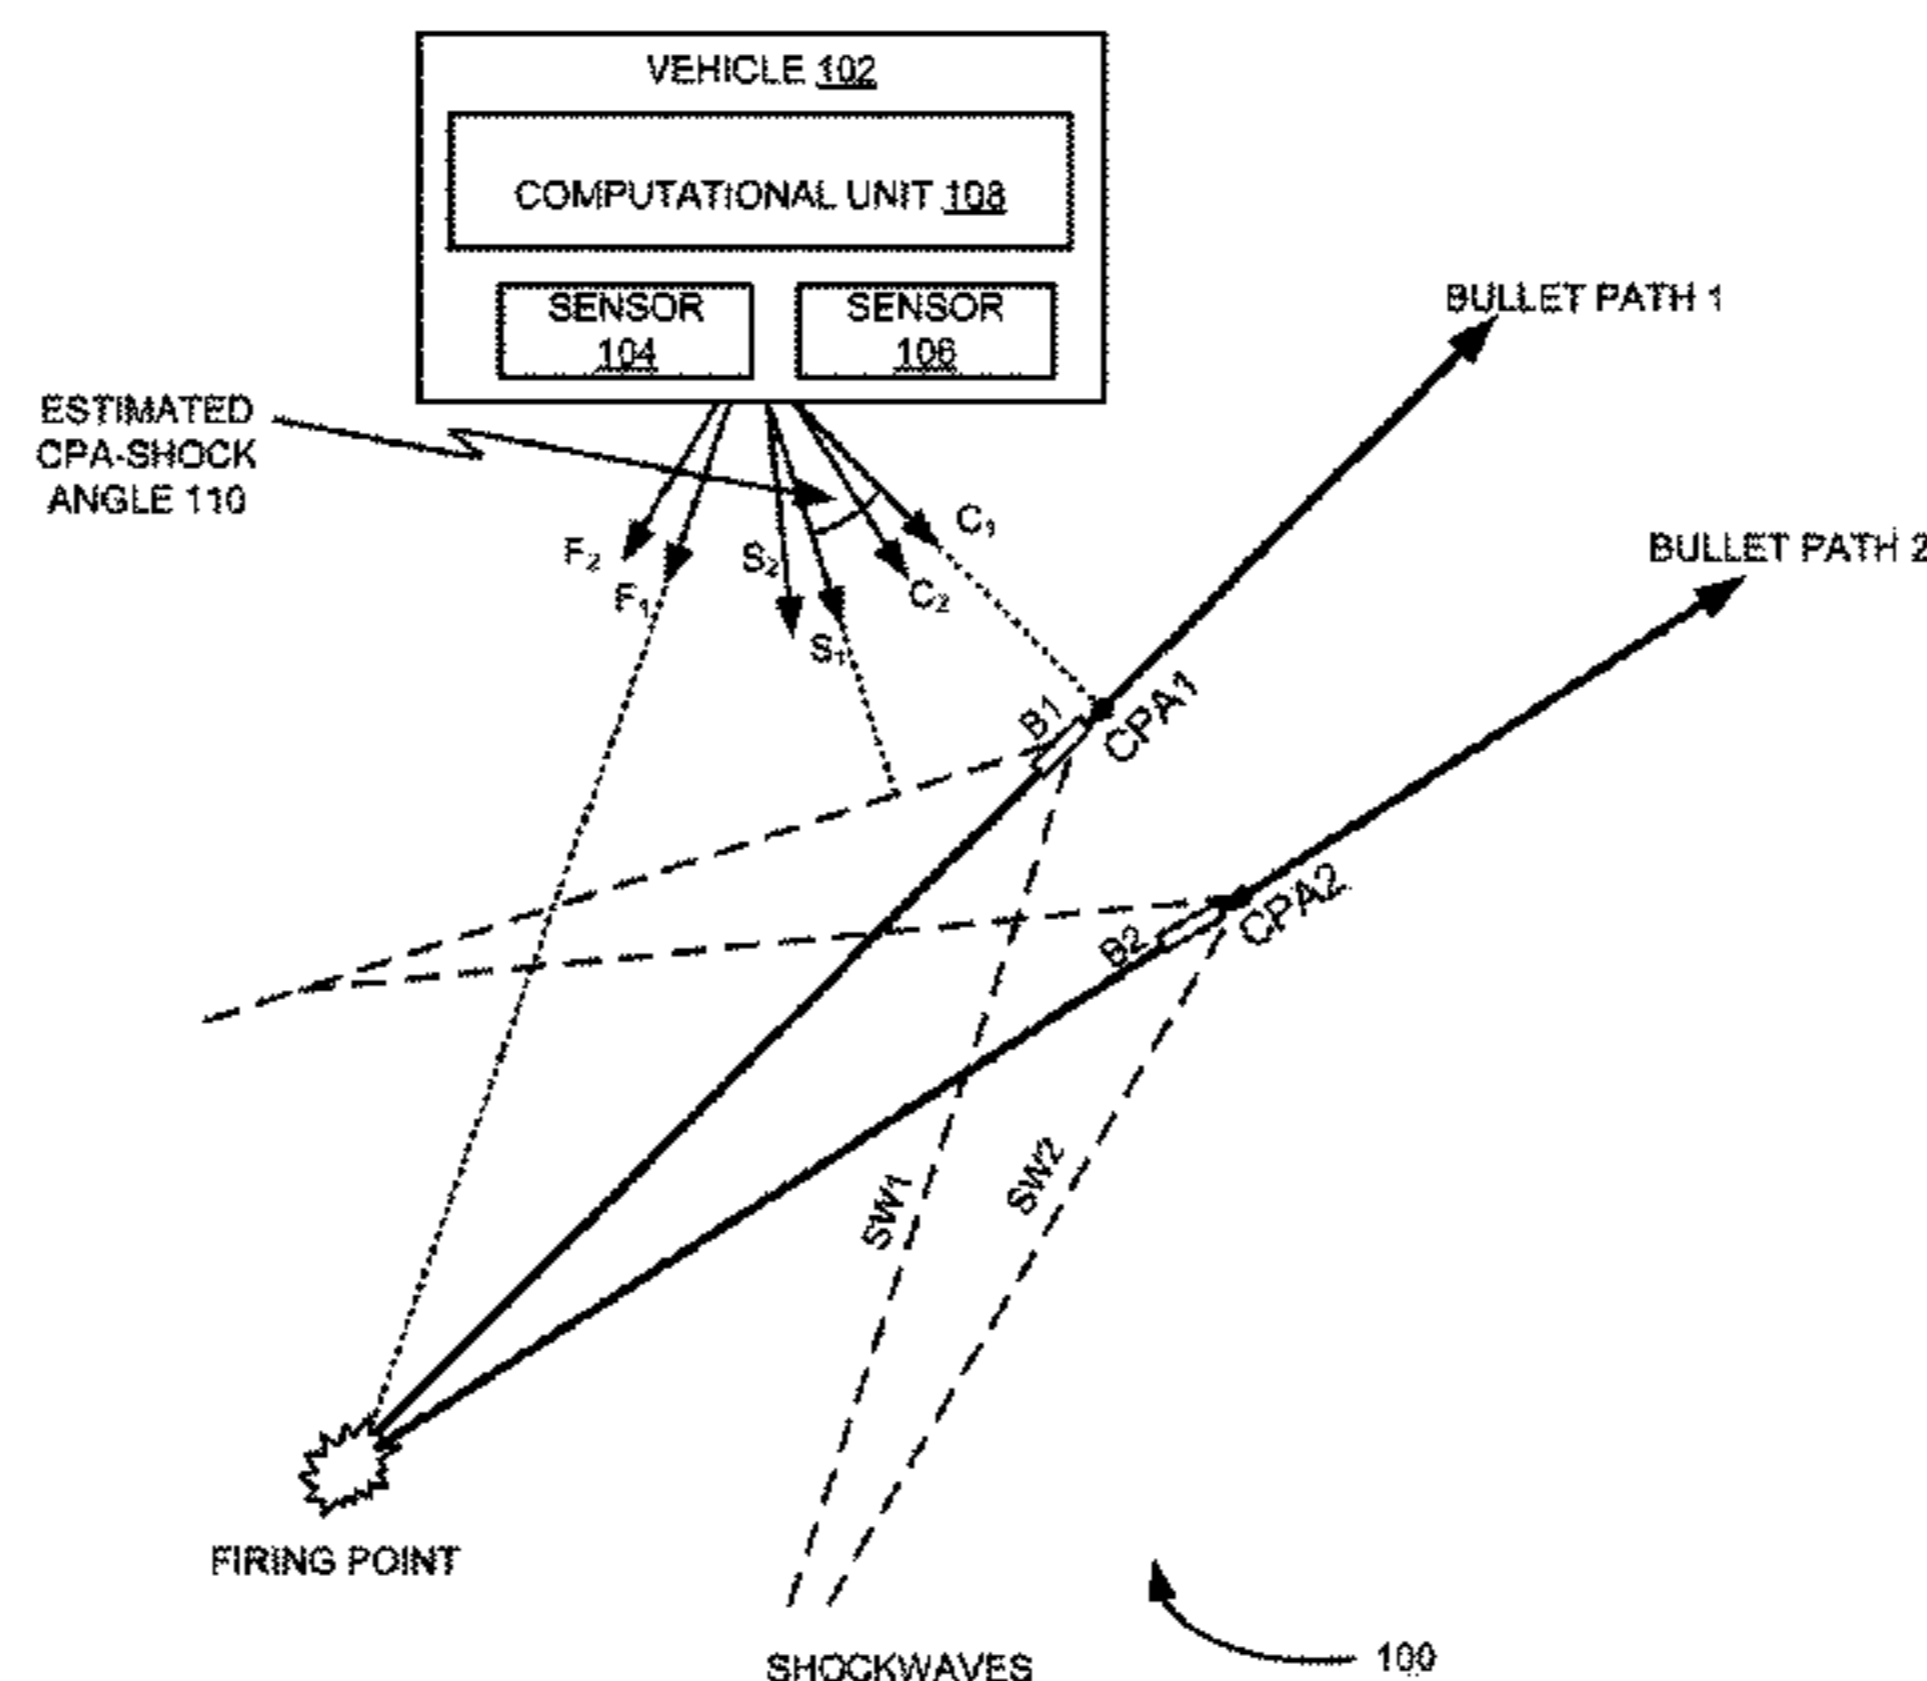 VEHICLE 102
COMPUTATIONAL UNIT 108
SENSOR
104
SENSOR
106
BULLET PATH 1
ESTIMATED
CPA-SHOCK
ANGLE 110
C₁
F₂
S₂
BULLET PATH 2
F₁
C₂
S₁
B1
CPA1
B2
CPA2
SW1
SW2
FIRING POINT
SHOCKWAVES
100